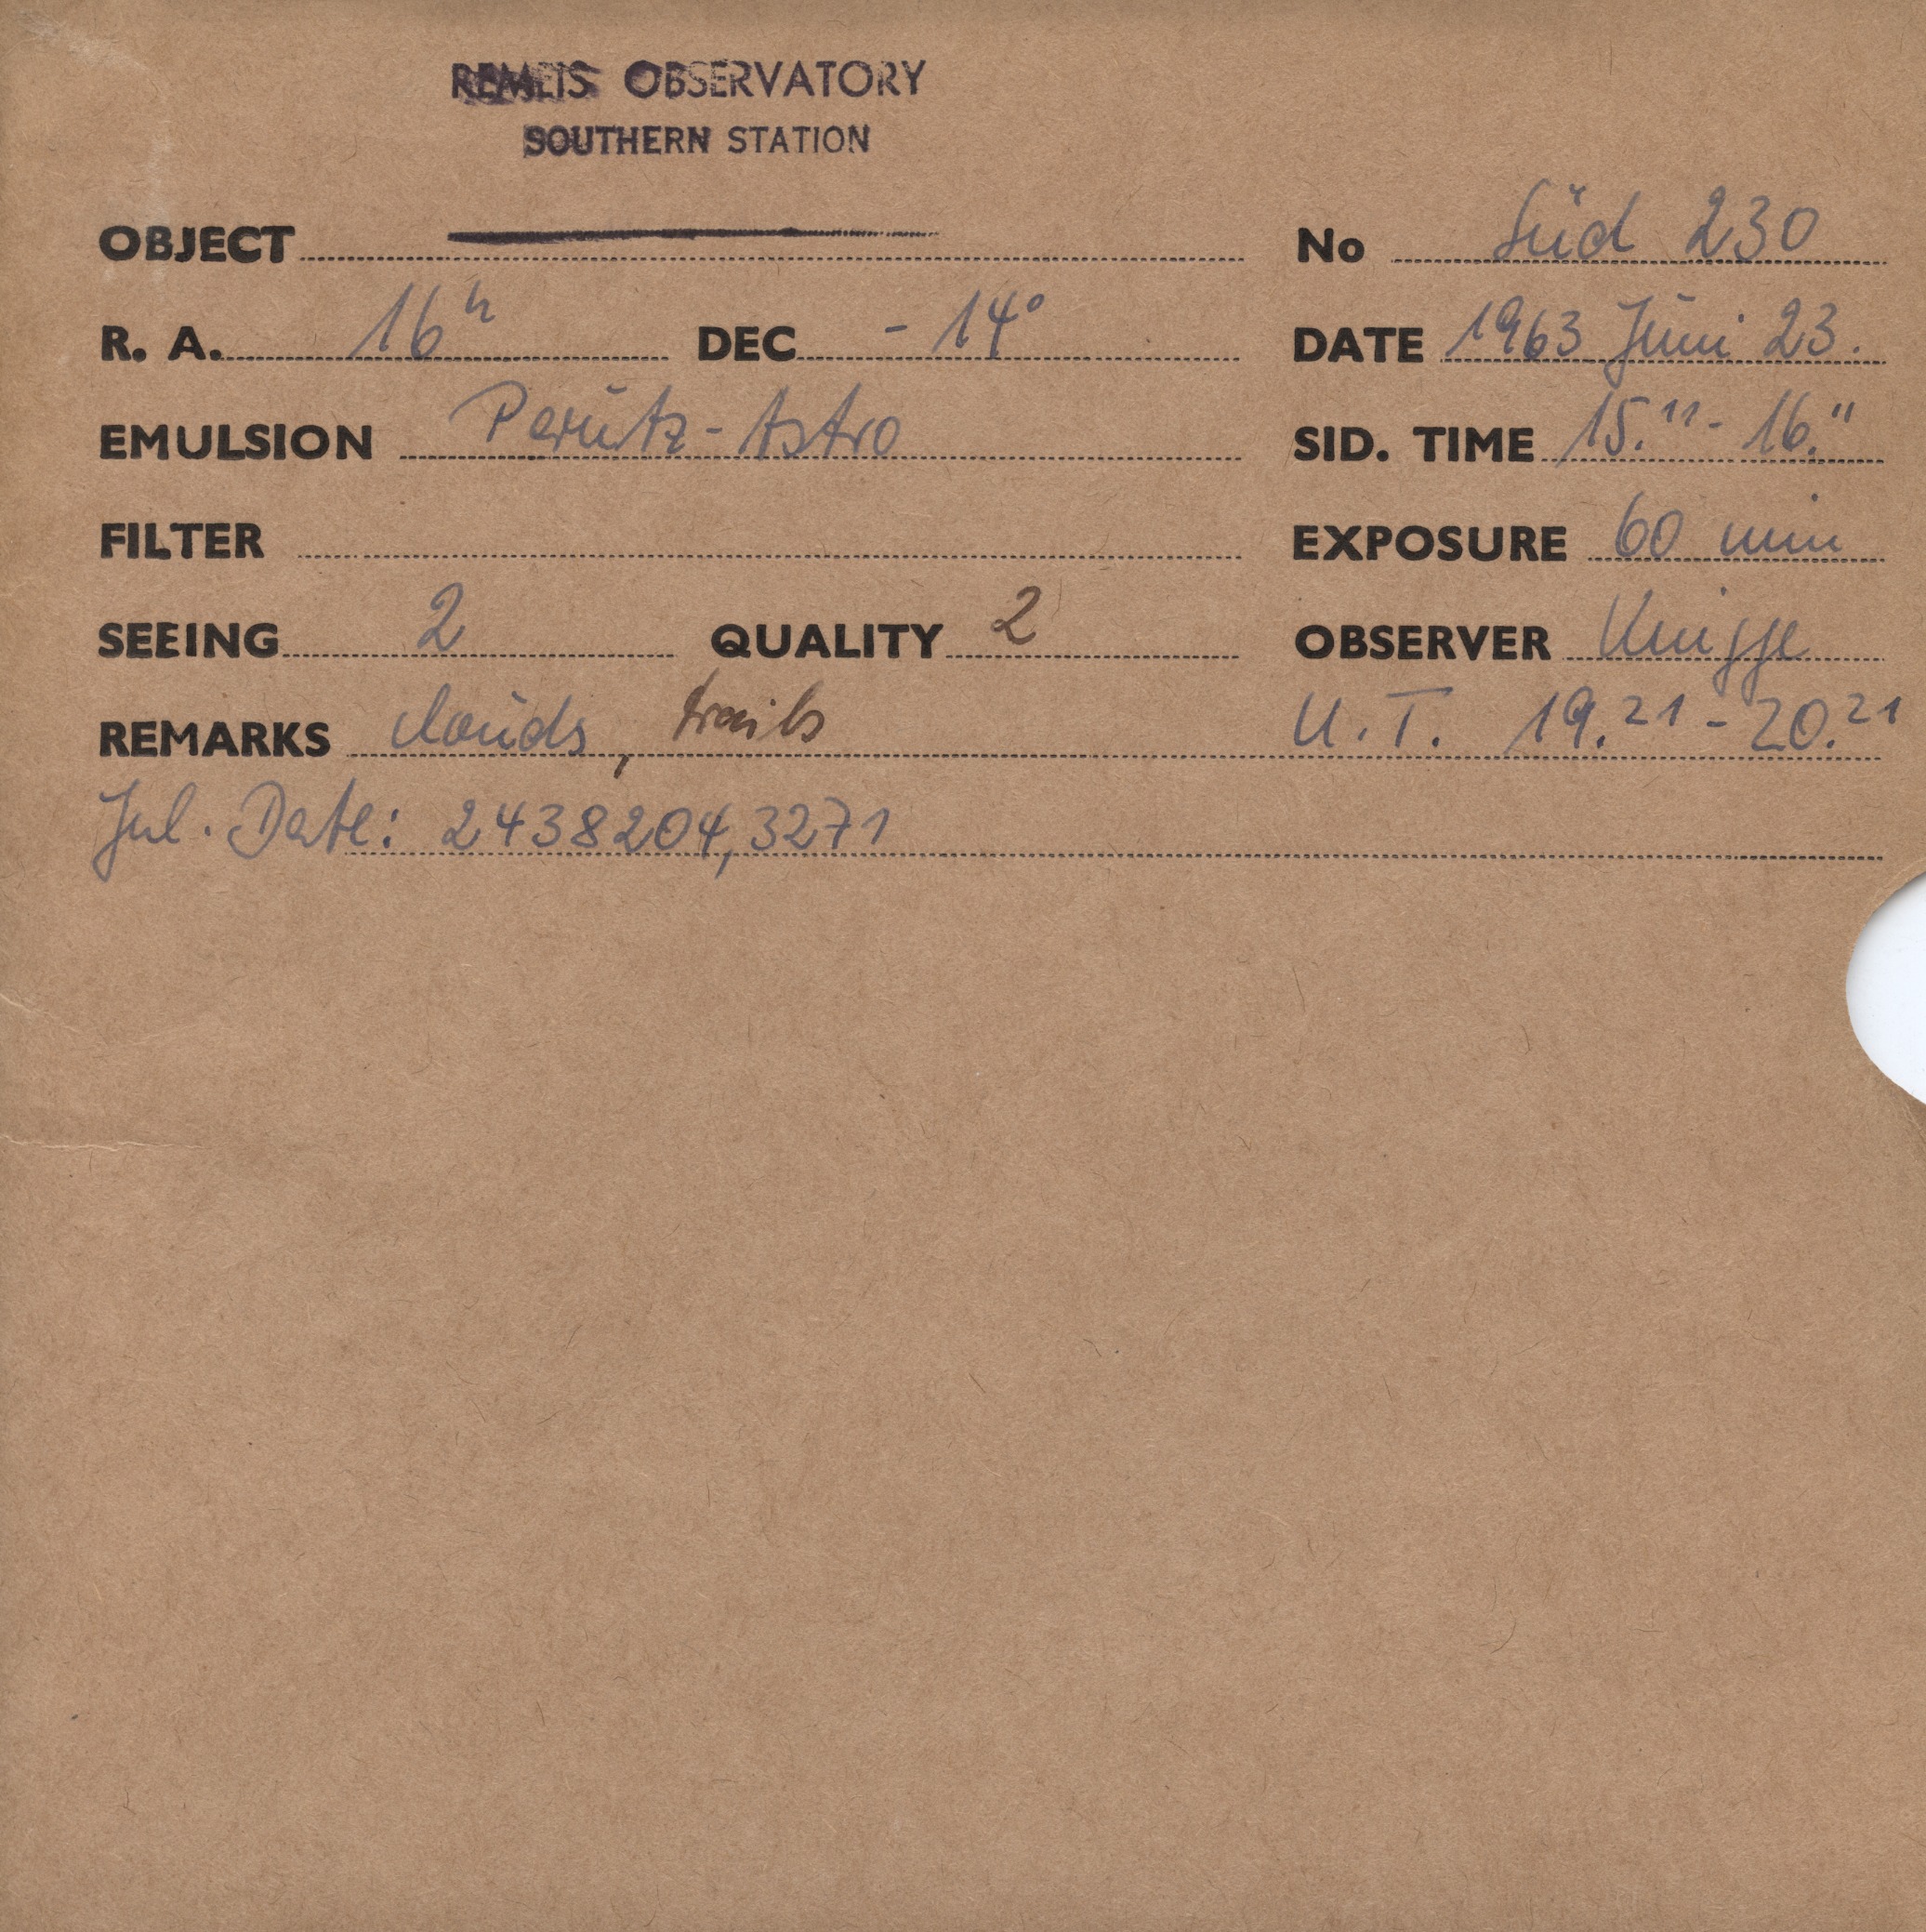 REMEIS OBSERVATORY
SOUTHERN STATION
OBJECT No Süd 230
R. A. 16h DEC -14° DATE 1963 Juni 23.
EMULSION Perutz-Astro SID. TIME 15.11 - 16.11
FILTER EXPOSURE 60 min
SEEING 2 QUALITY 2 OBSERVER Knigge
REMARKS clouds, trails U.T. 19.21 - 20.21
Jul. Date: 2438204,3271